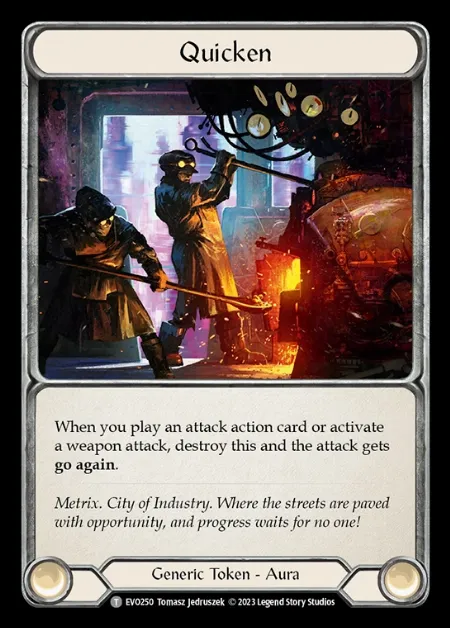 Quicken
When you play an attack action card or activate
a weapon attack, destroy this and the attack gets
go again.
Metrix. City of Industry. Where the streets are paved
with opportunity, and progress waits for no one!
Generic Token - Aura
T EVO250 Tomasz Jedruszek © 2023 Legend Story Studios